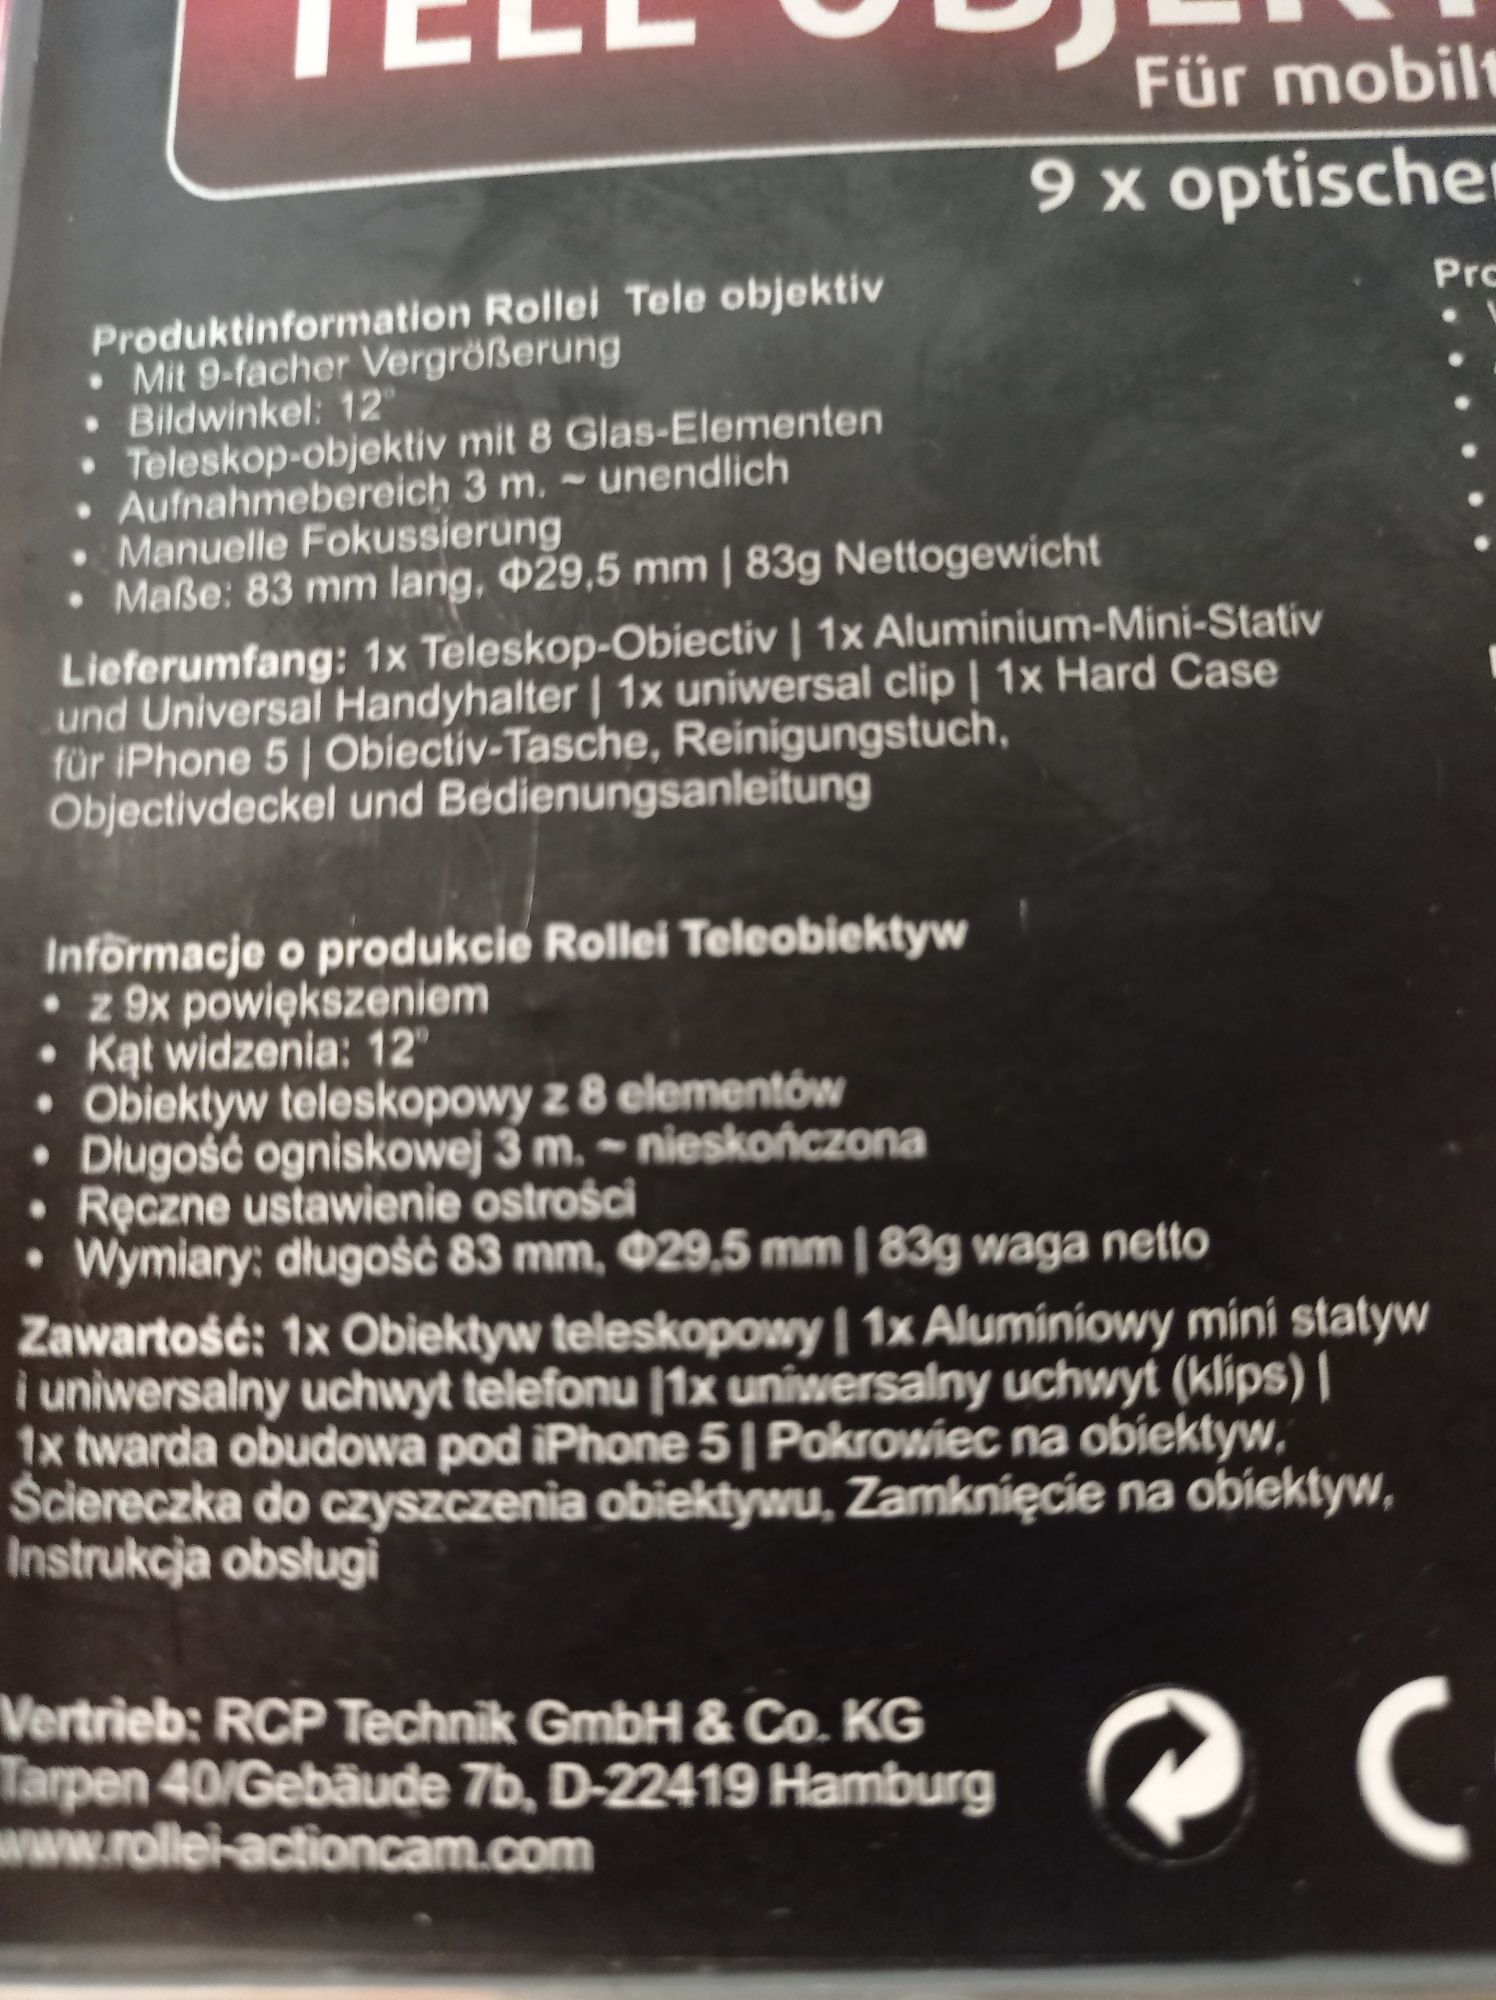 TELE OBJEKT
Für mobilt
9 x optischer
Produktinformation Rollei Tele objektiv
• Mit 9-facher Vergrößerung
• Bildwinkel: 12"
• Teleskop-objektiv mit 8 Glas-Elementen
• Aufnahmebereich 3 m. ~ unendlich
• Manuelle Fokussierung
• Maße: 83 mm lang, Φ29,5 mm | 83g Nettogewicht
Lieferumfang: 1x Teleskop-Obiectiv | 1x Aluminium-Mini-Stativ
und Universal Handyhalter | 1x uniwersal clip | 1x Hard Case
für iPhone 5 | Obiectiv-Tasche, Reinigungstuch,
Objectivdeckel und Bedienungsanleitung
Pro
Informacje o produkcie Rollei Teleobiektyw
• z 9x powiększeniem
• Kąt widzenia: 12"
• Obiektyw teleskopowy z 8 elementów
• Długość ogniskowej 3 m. ~ nieskończona
• Ręczne ustawienie ostrości
• Wymiary: długość 83 mm, Φ29,5 mm | 83g waga netto
Zawartość: 1x Obiektyw teleskopowy | 1x Aluminiowy mini statyw
i uniwersalny uchwyt telefonu |1x uniwersalny uchwyt (klips) |
1x twarda obudowa pod iPhone 5 | Pokrowiec na obiektyw,
Ściereczka do czyszczenia obiektywu, Zamknięcie na obiektyw,
Instrukcja obsługi
Vertrieb: RCP Technik GmbH & Co. KG
Tarpen 40/Gebäude 7b, D-22419 Hamburg
www.rollei-actioncam.com